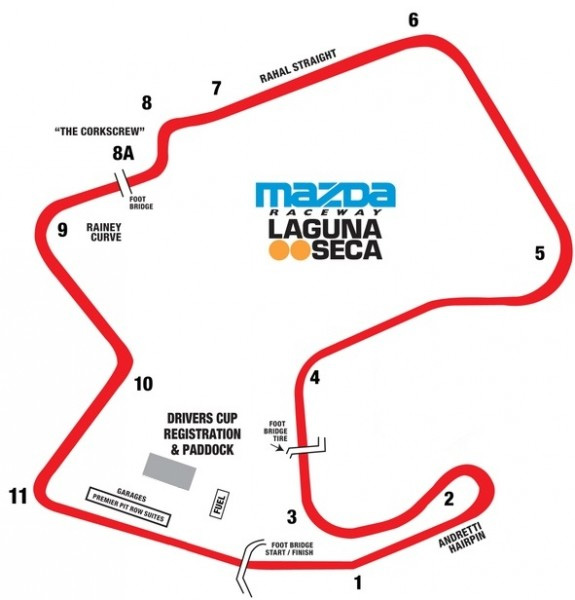 6
RAHAL STRAIGHT
7
8
"THE CORKSCREW"
8A
FOOT
BRIDGE
mazda
RACEWAY
LAGUNA
SECA
9
RAINEY
CURVE
5
4
10
DRIVERS CUP
REGISTRATION
& PADDOCK
FOOT
BRIDGE
TIRE
11
GARAGES
PREMIER PIT ROW SUITES
FUEL
3
2
ANDRETTI
HAIRPIN
FOOT BRIDGE
START / FINISH
1